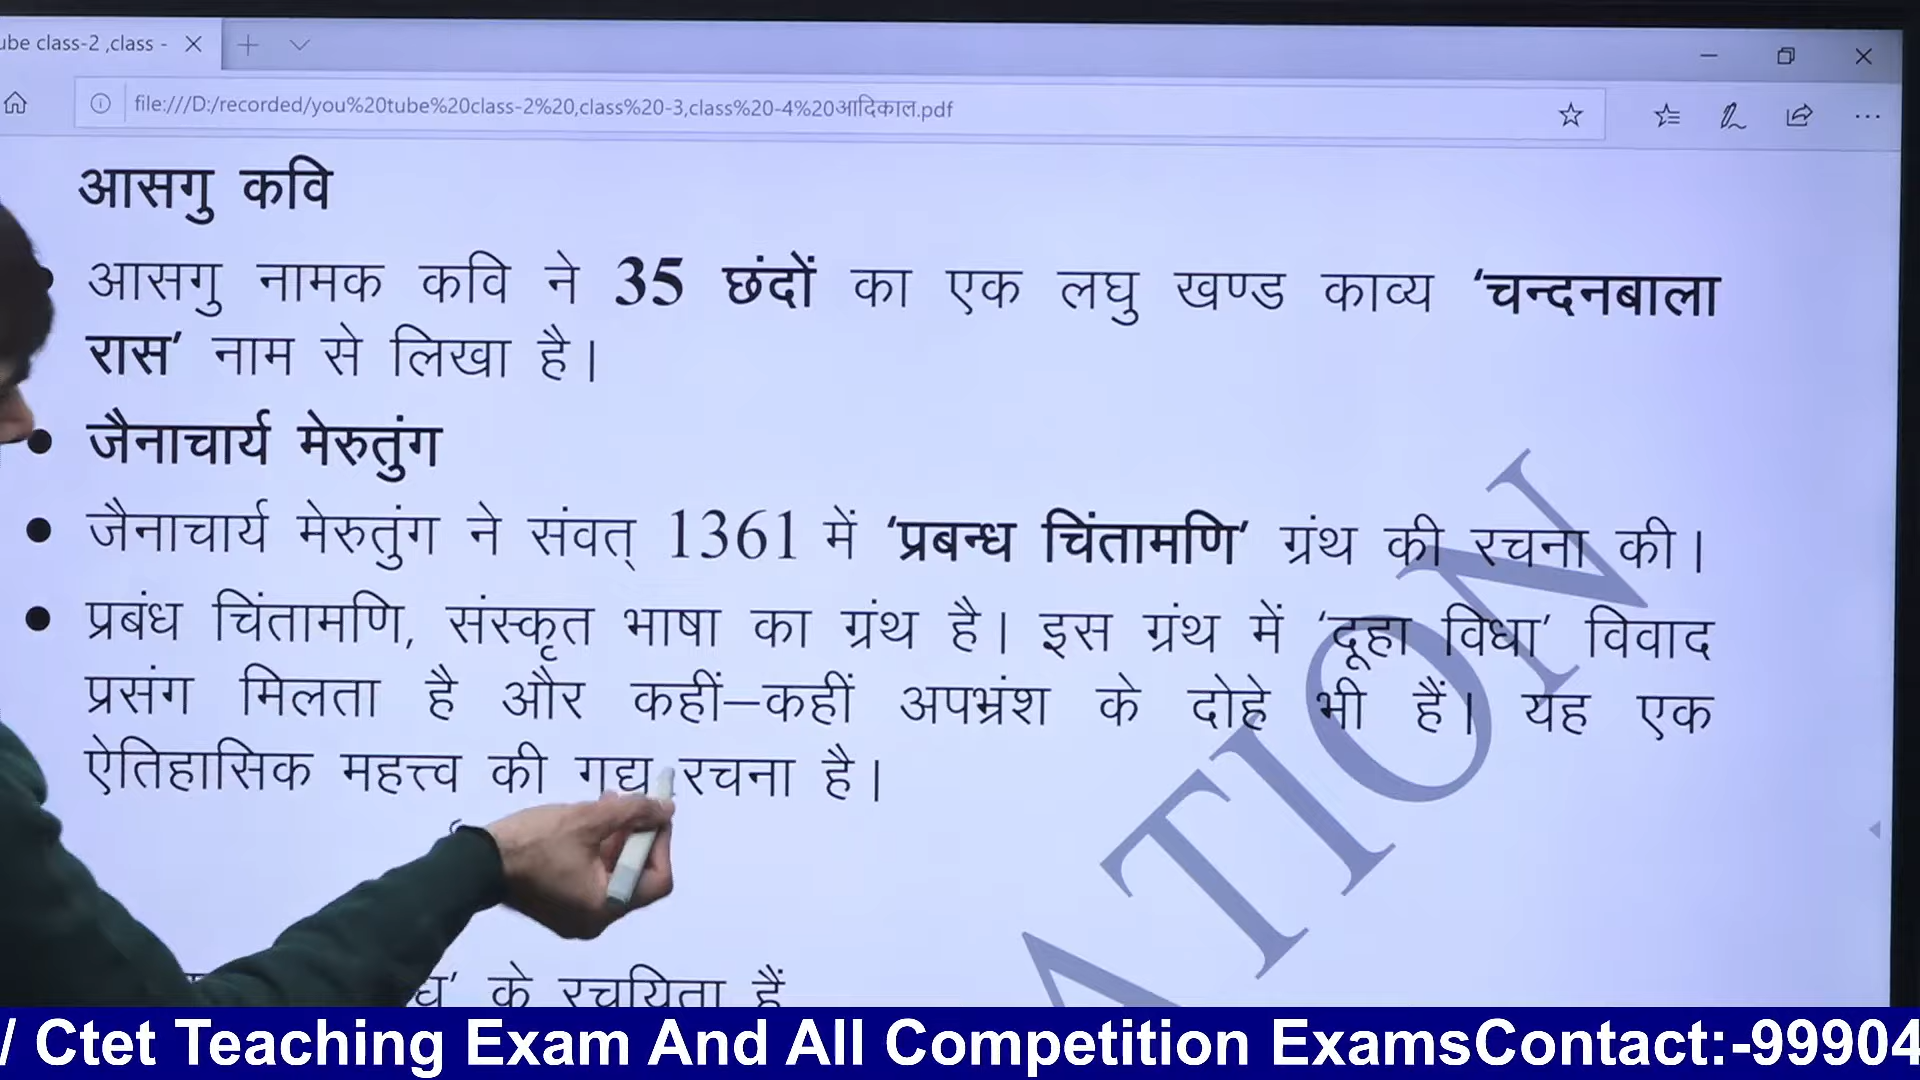 ube class-2 ,class -
file:///D:/recorded/you%20tube%20class-2%20,class%20-3,class%20-4%20आदिकाल.pdf
आसगु कवि
• आसगु नामक कवि ने 35 छंदों का एक लघु खण्ड काव्य ‘चन्दनबाला
रास’ नाम से लिखा है।
• जैनाचार्य मेरुतुंग
• जैनाचार्य मेरुतुंग ने संवत् 1361 में ‘प्रबन्ध चिंतामणि’ ग्रंथ की रचना की।
• प्रबंध चिंतामणि, संस्कृत भाषा का ग्रंथ है। इस ग्रंथ में ‘दूहा विधा’ विवाद
प्रसंग मिलता है और कहीं–कहीं अपभ्रंश के दोहे भी हैं। यह एक
ऐतिहासिक महत्त्व की गद्य रचना है।
के रचयिता हैं
ATION
/ Ctet Teaching Exam And All Competition ExamsContact:-99904